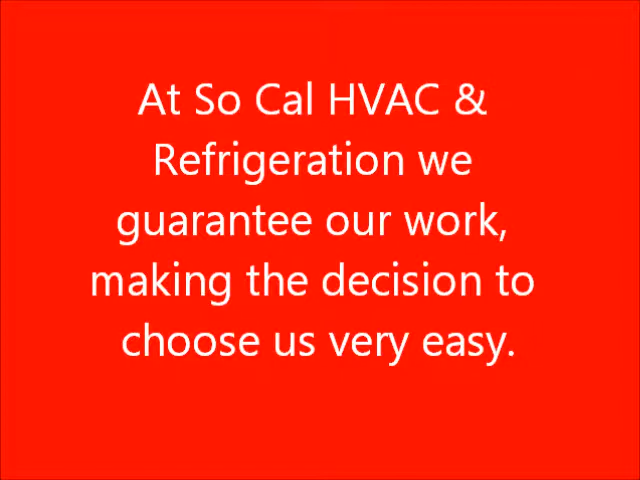 At So Cal HVAC &
Refrigeration we
guarantee our work,
making the decision to
choose us very easy.